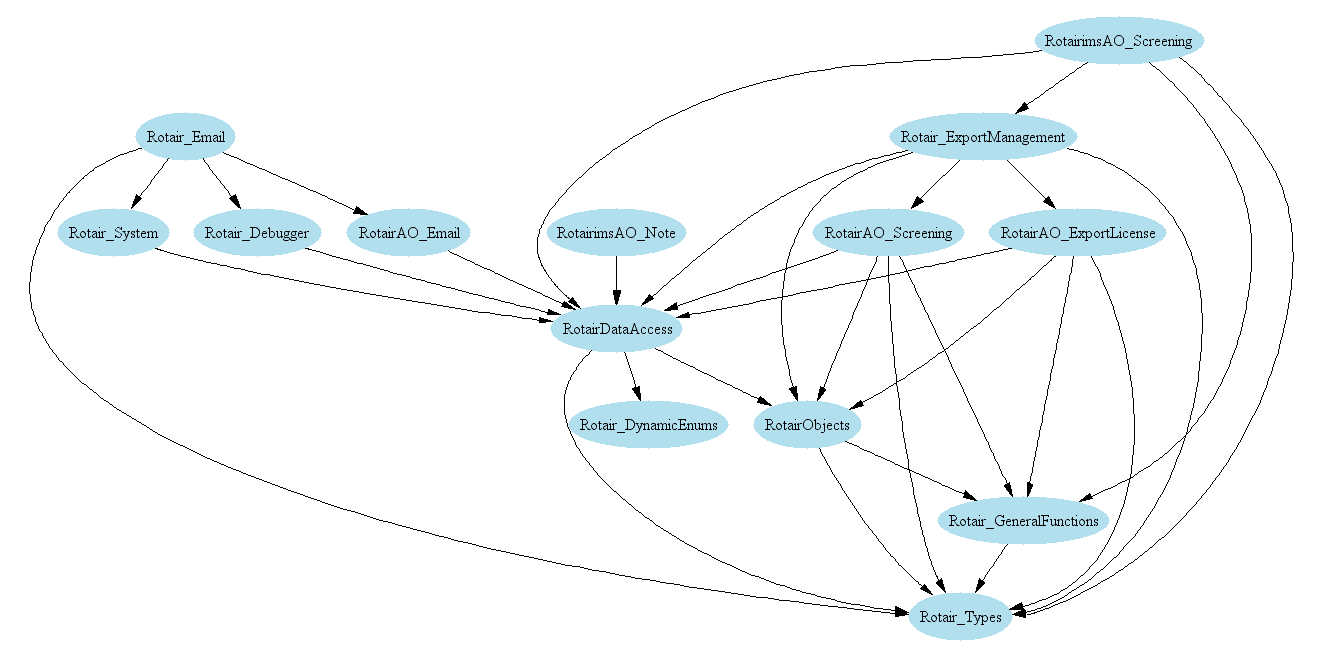 RotairimsAO_Screening
Rotair_Email
Rotair_ExportManagement
Rotair_System
Rotair_Debugger
RotairAO_Email
RotairimsAO_Note
RotairAO_Screening
RotairAO_ExportLicense
RotairDataAccess
Rotair_DynamicEnums
RotairObjects
Rotair_GeneralFunctions
Rotair_Types